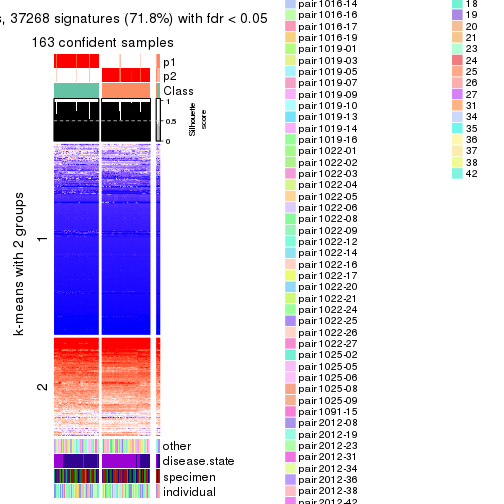 s, 37268 signatures (71.8%) with fdr < 0.05
163 confident samples
p1
p2
Class
1
0.5
0
Silhouette
score
k-means with 2 groups
1
2
other
disease.state
specimen
individual
pair1016-14
pair1016-16
pair1016-17
pair1016-19
pair1019-01
pair1019-03
pair1019-05
pair1019-07
pair1019-09
pair1019-10
pair1019-13
pair1019-14
pair1019-16
pair1022-01
pair1022-02
pair1022-03
pair1022-04
pair1022-05
pair1022-06
pair1022-08
pair1022-09
pair1022-12
pair1022-14
pair1022-16
pair1022-17
pair1022-20
pair1022-21
pair1022-24
pair1022-25
pair1022-26
pair1022-27
pair1025-02
pair1025-05
pair1025-06
pair1025-08
pair1025-09
pair1091-15
pair2012-08
pair2012-19
pair2012-23
pair2012-31
pair2012-34
pair2012-36
pair2012-38
pair2012-42
18
19
20
21
23
24
25
26
27
31
34
35
36
37
38
42